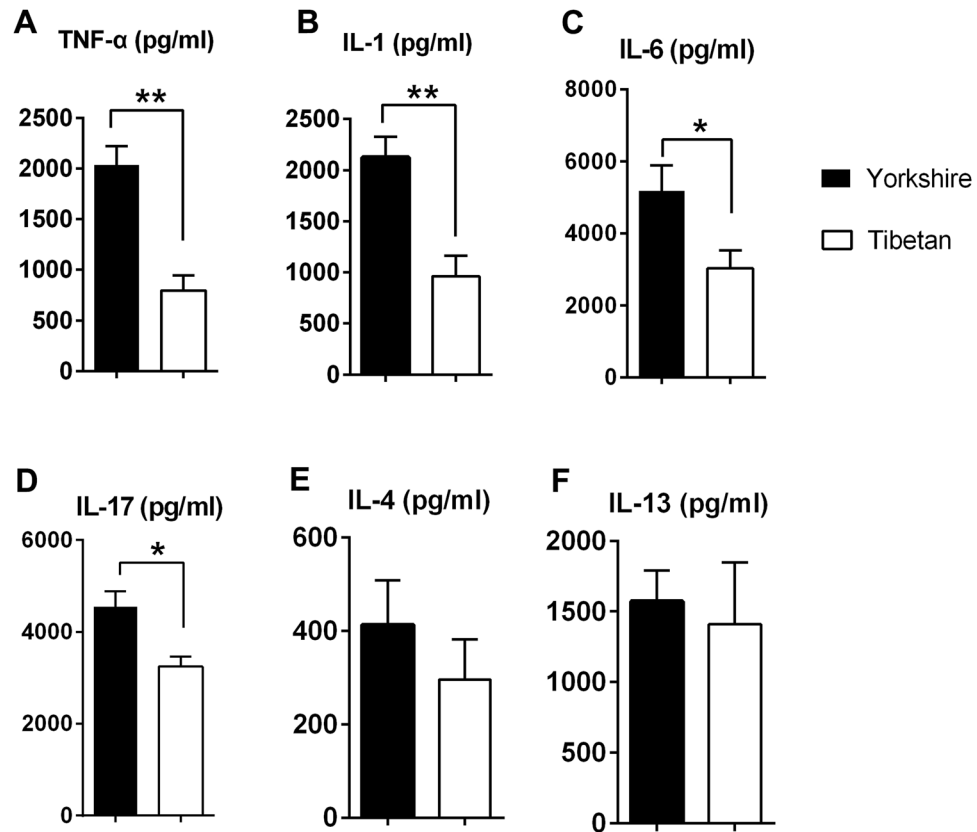 A
TNF-α (pg/ml)
**
2500
2000
1500
1000
500
0
B
IL-1 (pg/ml)
**
2500
2000
1500
1000
500
0
C
IL-6 (pg/ml)
*
8000
6000
4000
2000
0
Yorkshire
Tibetan
D
IL-17 (pg/ml)
*
6000
4000
2000
0
E
IL-4 (pg/ml)
600
400
200
0
F
IL-13 (pg/ml)
2000
1500
1000
500
0